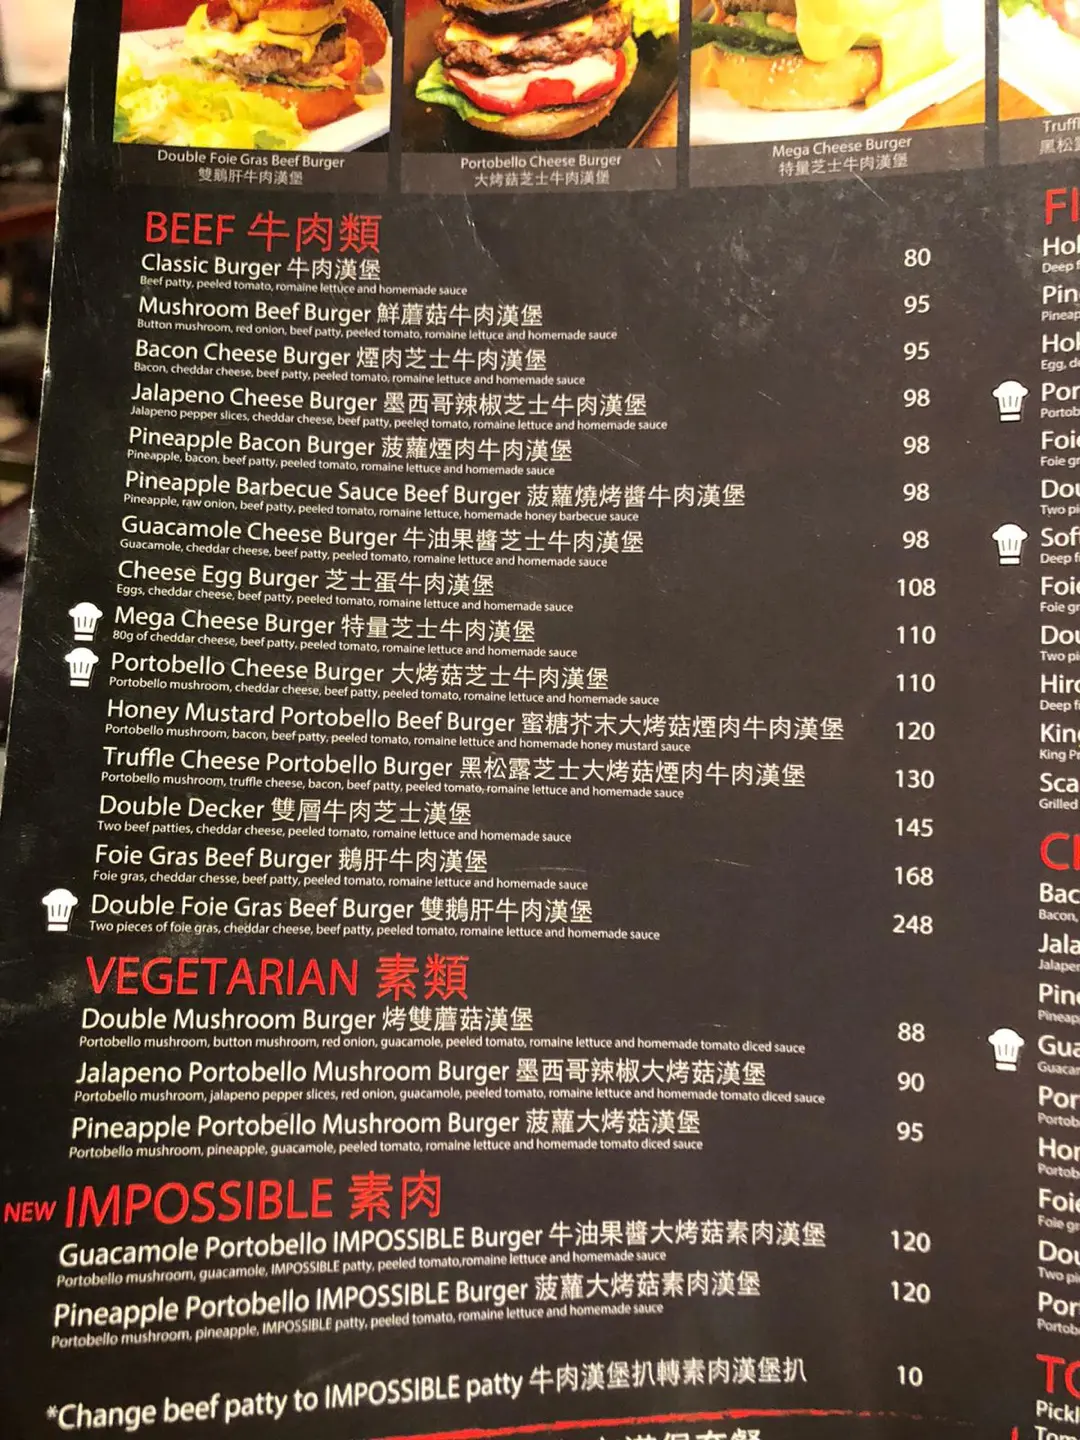 Double Foie Gras Beef Burger
雙鵝肝牛肉漢堡
Portobello Cheese Burger
大烤菇芝士牛肉漢堡
Mega Cheese Burger
特量芝士牛肉漢堡
BEEF 牛肉類
Classic Burger 牛肉漢堡 80
Beef patty, peeled tomato, romaine lettuce and homemade sauce
Mushroom Beef Burger 鮮蘑菇牛肉漢堡 95
Button mushroom, red onion, beef patty, peeled tomato, romaine lettuce and homemade sauce
Bacon Cheese Burger 煙肉芝士牛肉漢堡 95
Bacon, cheddar cheese, beef patty, peeled tomato, romaine lettuce and homemade sauce
Jalapeno Cheese Burger 墨西哥辣椒芝士牛肉漢堡 98
Jalapeno pepper slices, cheddar cheese, beef patty, peeled tomato, romaine lettuce and homemade sauce
Pineapple Bacon Burger 菠蘿煙肉牛肉漢堡 98
Pineapple, bacon, beef patty, peeled tomato, romaine lettuce and homemade sauce
Pineapple Barbecue Sauce Beef Burger 菠蘿燒烤醬牛肉漢堡 98
Pineapple, raw onion, beef patty, peeled tomato, romaine lettuce, homemade honey barbecue sauce
Guacamole Cheese Burger 牛油果醬芝士牛肉漢堡 98
Guacamole, cheddar cheese, beef patty, peeled tomato, romaine lettuce and homemade sauce
Cheese Egg Burger 芝士蛋牛肉漢堡 108
Eggs, cheddar cheese, beef patty, peeled tomato, romaine lettuce and homemade sauce
Mega Cheese Burger 特量芝士牛肉漢堡 110
80g of cheddar cheese, beef patty, peeled tomato, romaine lettuce and homemade sauce
Portobello Cheese Burger 大烤菇芝士牛肉漢堡 110
Portobello mushroom, cheddar cheese, beef patty, peeled tomato, romaine lettuce and homemade sauce
Honey Mustard Portobello Beef Burger 蜜糖芥末大烤菇煙肉牛肉漢堡 120
Portobello mushroom, bacon, beef patty, peeled tomato, romaine lettuce and homemade honey mustard sauce
Truffle Cheese Portobello Burger 黑松露芝士大烤菇煙肉牛肉漢堡 130
Portobello mushroom, truffle cheese, bacon, beef patty, peeled tomato, romaine lettuce and homemade sauce
Double Decker 雙層牛肉芝士漢堡 145
Two beef patties, cheddar cheese, peeled tomato, romaine lettuce and homemade sauce
Foie Gras Beef Burger 鵝肝牛肉漢堡 168
Foie gras, cheddar chesse, beef patty, peeled tomato, romaine lettuce and homemade sauce
Double Foie Gras Beef Burger 雙鵝肝牛肉漢堡 248
Two pieces of foie gras, cheddar cheese, beef patty, peeled tomato, romaine lettuce and homemade sauce
VEGETARIAN 素類
Double Mushroom Burger 烤雙蘑菇漢堡 88
Portobello mushroom, button mushroom, red onion, guacamole, peeled tomato, romaine lettuce and homemade tomato diced sauce
Jalapeno Portobello Mushroom Burger 墨西哥辣椒大烤菇漢堡 90
Portobello mushroom, jalapeno pepper slices, red onion, guacamole, peeled tomato, romaine lettuce and homemade tomato diced sauce
Pineapple Portobello Mushroom Burger 菠蘿大烤菇漢堡 95
Portobello mushroom, pineapple, guacamole, peeled tomato, romaine lettuce and homemade tomato diced sauce
NEW IMPOSSIBLE 素肉
Guacamole Portobello IMPOSSIBLE Burger 牛油果醬大烤菇素肉漢堡 120
Portobello mushroom, guacamole, IMPOSSIBLE patty, peeled tomato,romaine lettuce and homemade sauce
Pineapple Portobello IMPOSSIBLE Burger 菠蘿大烤菇素肉漢堡 120
Portobello mushroom, pineapple, IMPOSSIBLE patty, peeled tomato, romaine lettuce and homemade sauce
*Change beef patty to IMPOSSIBLE patty 牛肉漢堡扒轉素肉漢堡扒 10